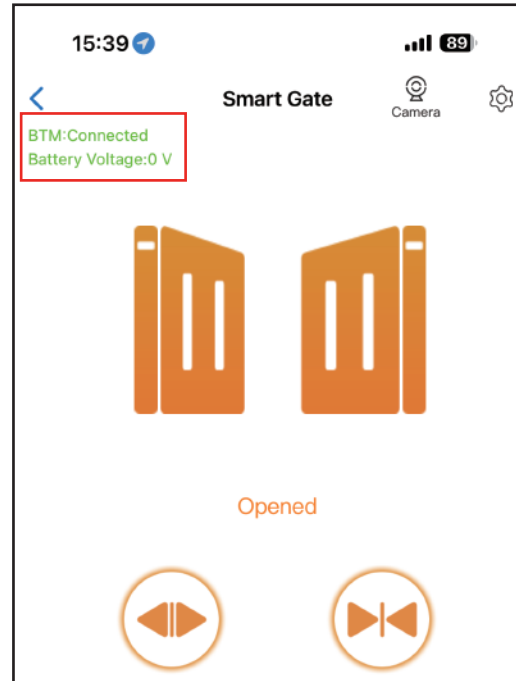 15:39
89
Smart Gate
Camera
BTM:Connected
Battery Voltage:0 V
Opened